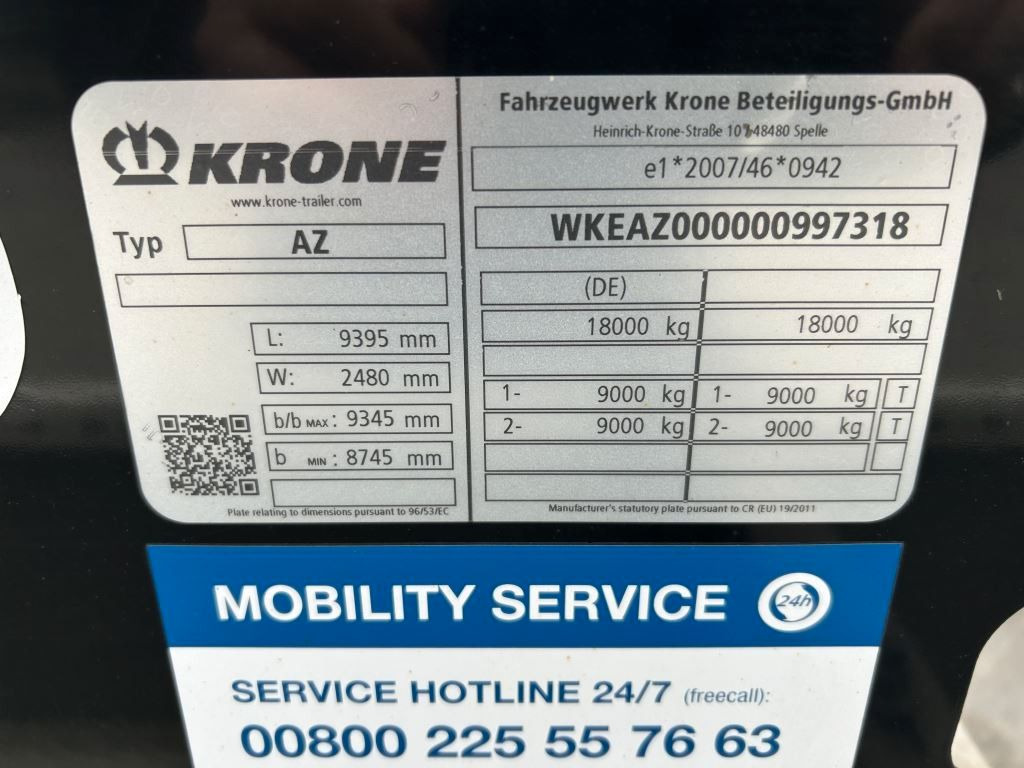 KRONE
www.krone-trailer.com
Typ AZ
L: 9395 mm
W: 2480 mm
b/b MAX : 9345 mm
b MIN : 8745 mm
Plate relating to dimensions pursuant to 96/53/EC
Fahrzeugwerk Krone Beteiligungs-GmbH
Heinrich-Krone-Straße 48480 Spelle
e1*2007/46*0942
WKEAZ000000997318
(DE)
18000 kg 18000 kg
1- 9000 kg 1- 9000 kg T
2- 9000 kg 2- 9000 kg T
Manufacturer's statutory plate pursuant to CR (EU) 19/2011
MOBILITY SERVICE 24h
SERVICE HOTLINE 24/7 (freecall):
00800 225 55 76 63